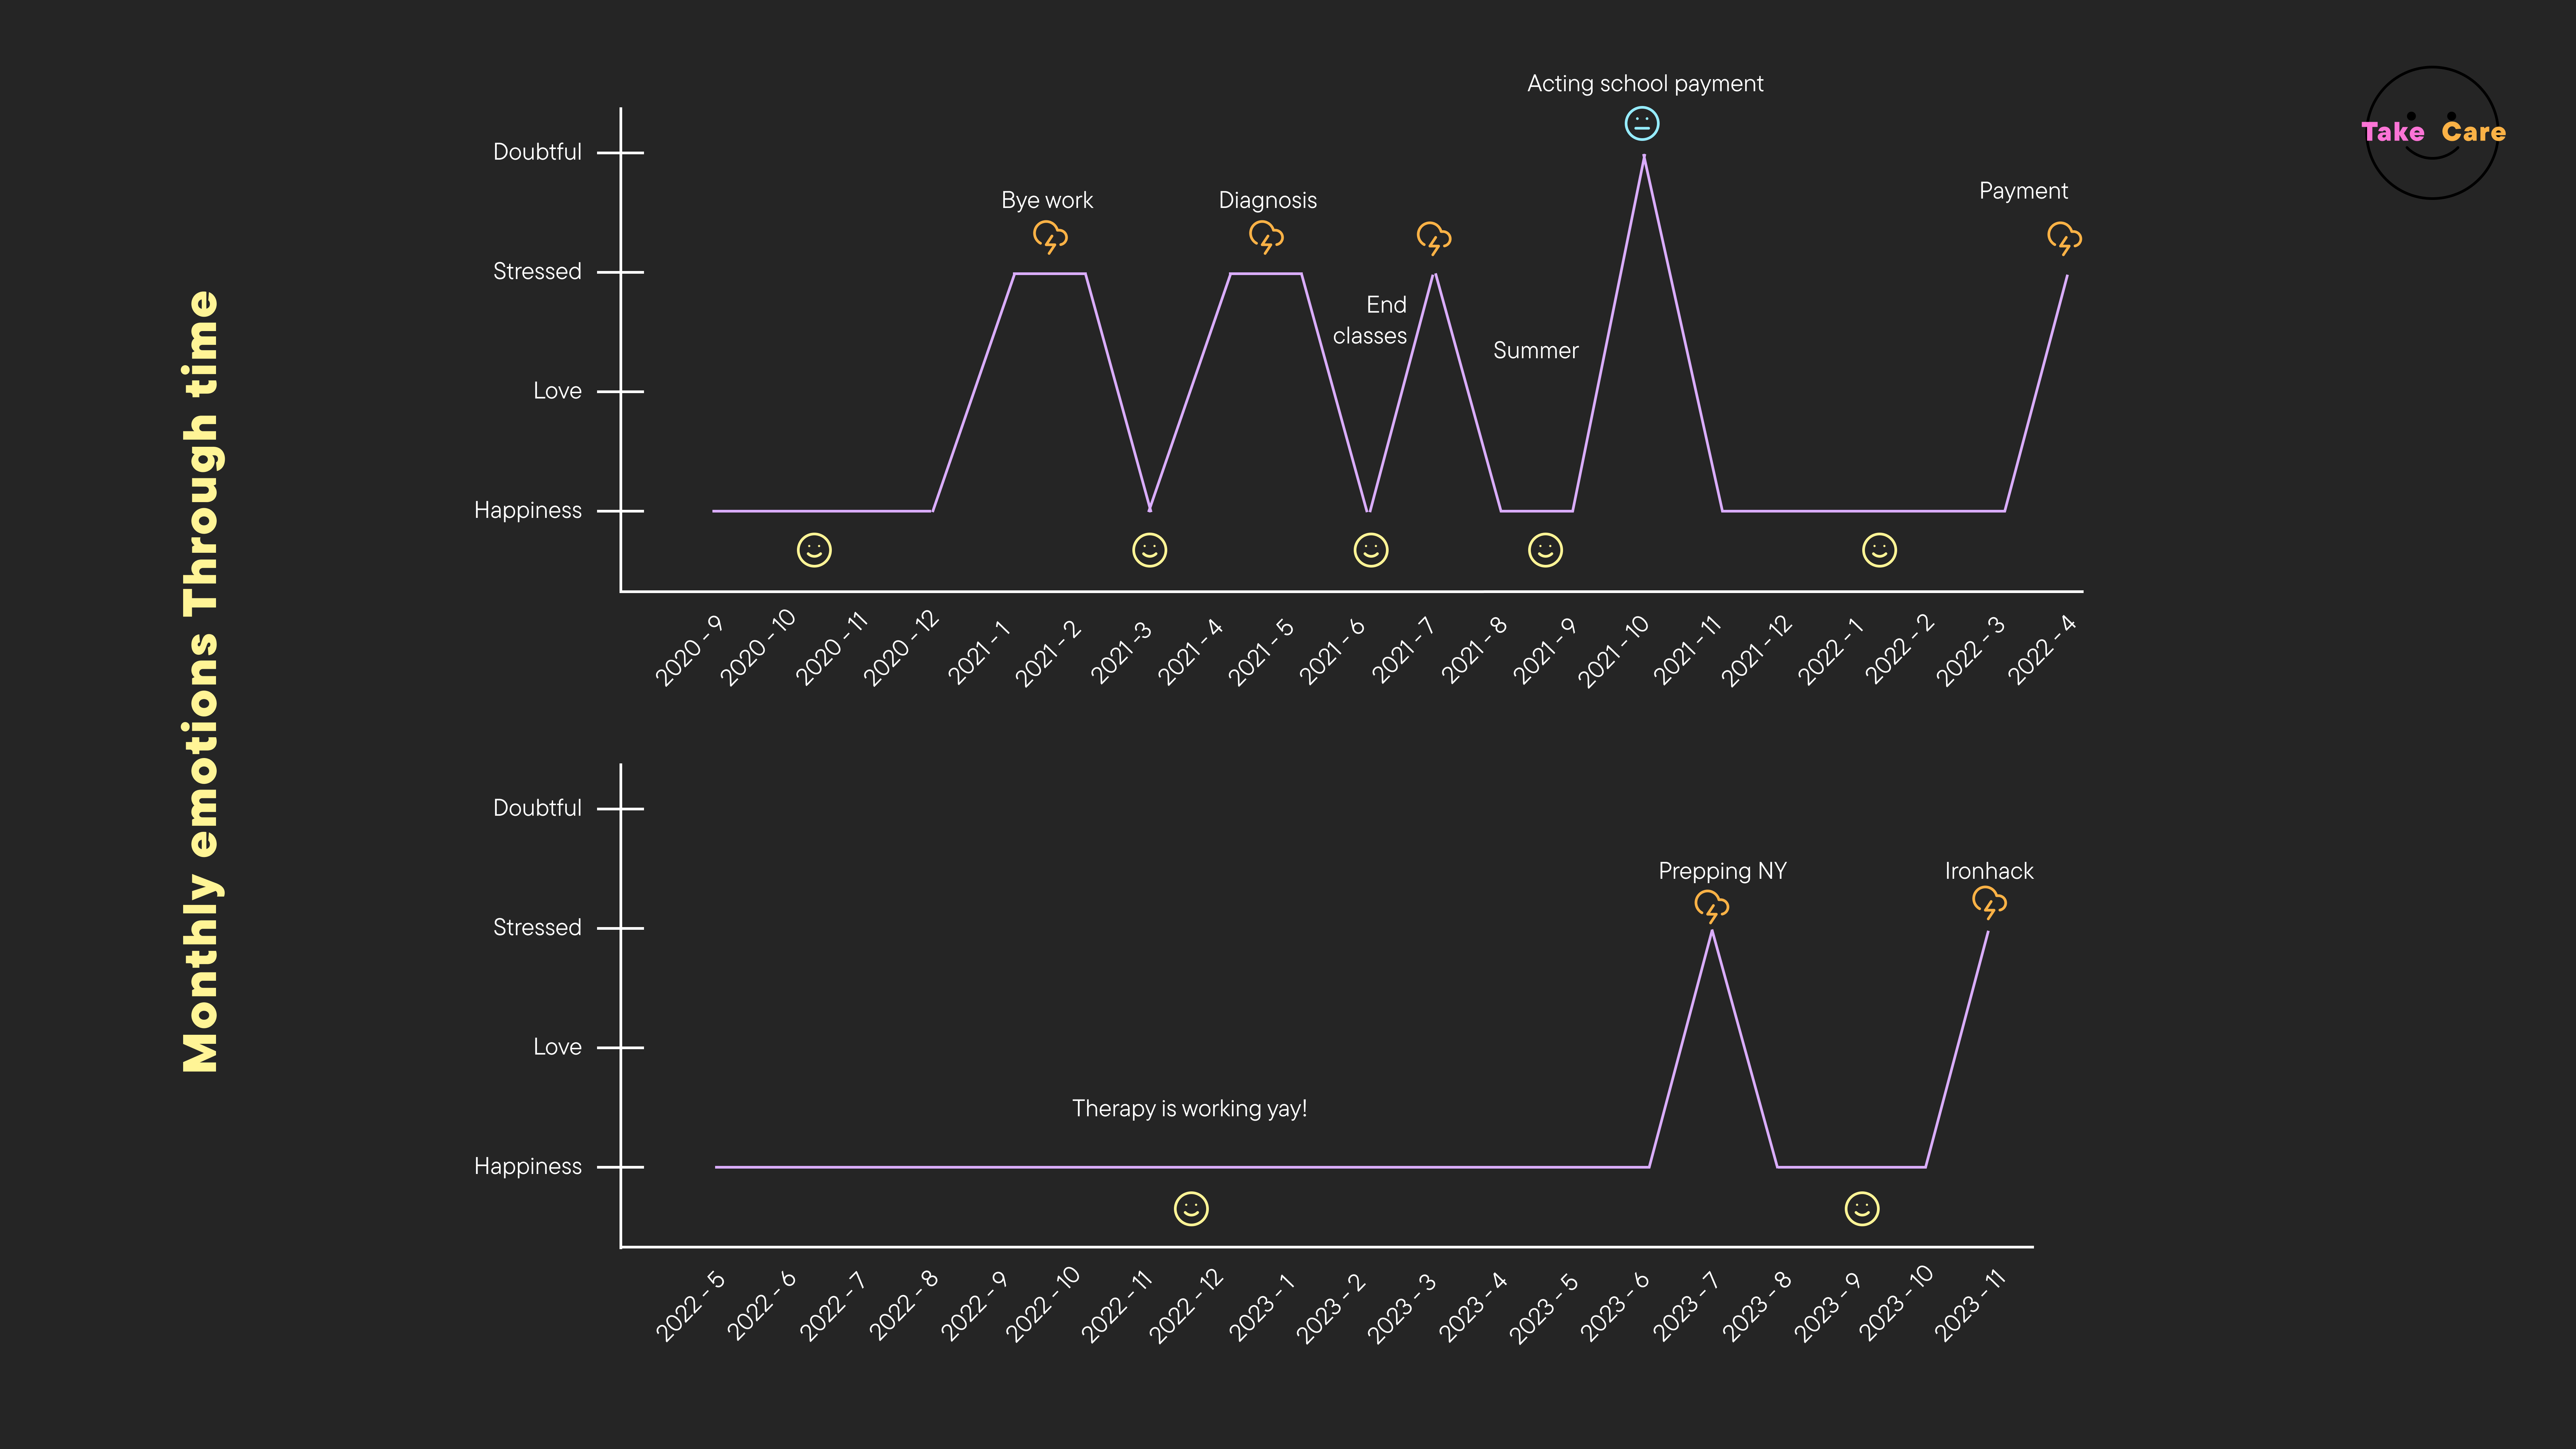 Monthly emotions Through time
Take Care
Acting school payment
Doubtful
Bye work
Diagnosis
Payment
Stressed
End
classes
Summer
Love
Happiness
2020 - 9
2020 - 10
2020 - 11
2020 - 12
2021 - 1
2021 - 2
2021 - 3
2021 - 4
2021 - 5
2021 - 6
2021 - 7
2021 - 8
2021 - 9
2021 - 10
2021 - 11
2021 - 12
2022 - 1
2022 - 2
2022 - 3
2022 - 4
Doubtful
Prepping NY
Ironhack
Stressed
Love
Therapy is working yay!
Happiness
2022 - 5
2022 - 6
2022 - 7
2022 - 8
2022 - 9
2022 - 10
2022 - 11
2022 - 12
2023 - 1
2023 - 2
2023 - 3
2023 - 4
2023 - 5
2023 - 6
2023 - 7
2023 - 8
2023 - 9
2023 - 10
2023 - 11